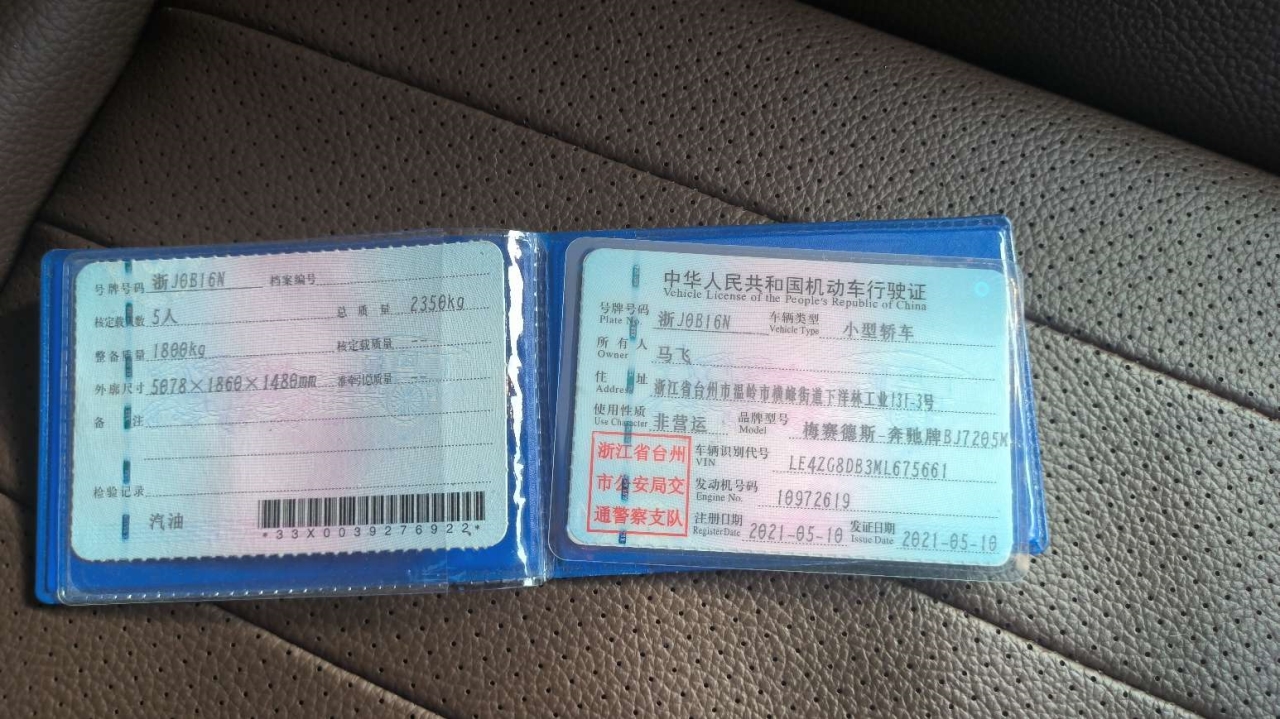 号牌号码 浙J0B16N 档案编号
核定载人数 5人 总质量 2350kg
整备质量 1800kg 核定载质量 --
外廓尺寸 5078×1860×1480mm 准牵引总质量 --
备注
检验记录
汽油
*33X0039276922*
中华人民共和国机动车行驶证
Vehicle License of the People's Republic of China
号牌号码 浙J0B16N 车辆类型 小型轿车
Plate No. Vehicle Type
所有人 马飞
Owner
住址 浙江省台州市温岭市横峰街道下洋林工业
Address
使用性质 非营运 品牌型号 梅赛德斯-奔驰牌BJ7205M
Use Character Model
浙江省台州
市公安局交
通警察支队
车辆识别代号 LE4ZG8DB3ML675661
VIN
发动机号码 10972619
Engine No.
注册日期 2021-05-10 发证日期 2021-05-10
Register Date Issue Date